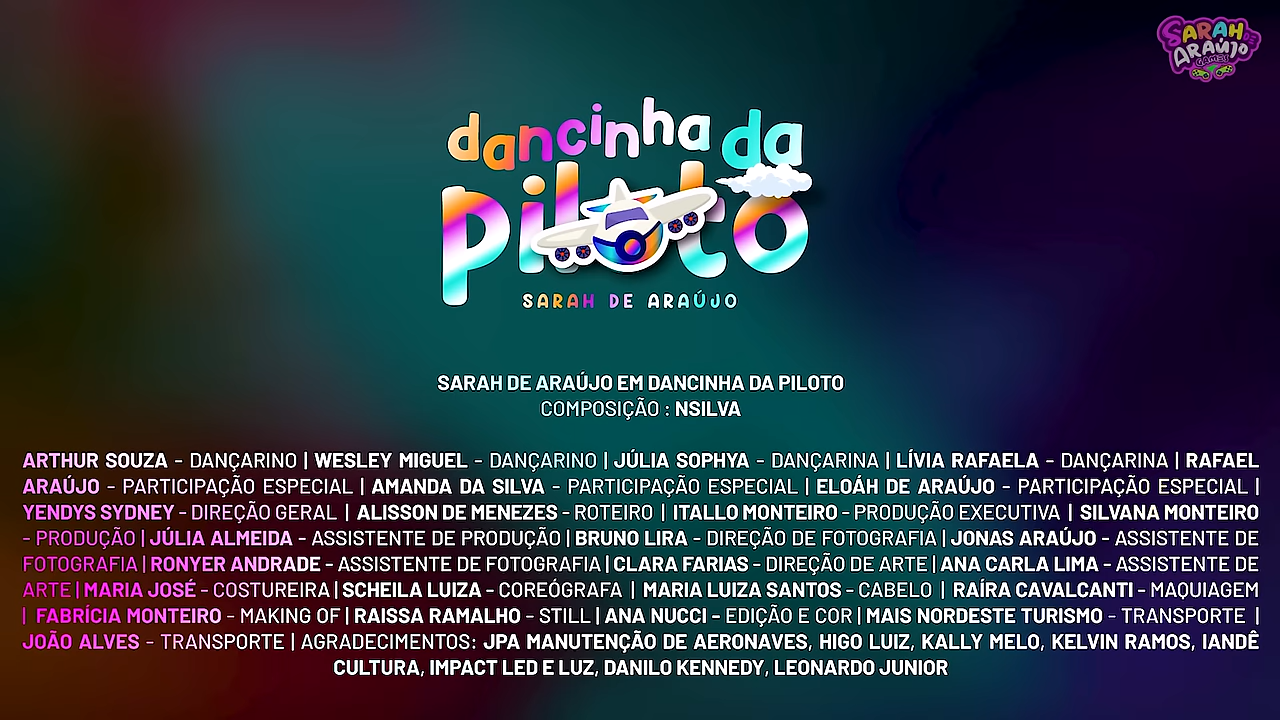 SARAH DE
ARAÚJO
GAMES
dancinha da
piloto
SARAH DE ARAÚJO
SARAH DE ARAÚJO EM DANCINHA DA PILOTO
COMPOSIÇÃO : NSILVA
ARTHUR SOUZA - DANÇARINO | WESLEY MIGUEL - DANÇARINO | JÚLIA SOPHYA - DANÇARINA | LÍVIA RAFAELA - DANÇARINA | RAFAEL
ARAÚJO - PARTICIPAÇÃO ESPECIAL | AMANDA DA SILVA - PARTICIPAÇÃO ESPECIAL | ELOÁH DE ARAÚJO - PARTICIPAÇÃO ESPECIAL |
YENDYS SYDNEY - DIREÇÃO GERAL | ALISSON DE MENEZES - ROTEIRO | ITALLO MONTEIRO - PRODUÇÃO EXECUTIVA | SILVANA MONTEIRO
- PRODUÇÃO | JÚLIA ALMEIDA - ASSISTENTE DE PRODUÇÃO | BRUNO LIRA - DIREÇÃO DE FOTOGRAFIA | JONAS ARAÚJO - ASSISTENTE DE
FOTOGRAFIA | RONYER ANDRADE - ASSISTENTE DE FOTOGRAFIA | CLARA FARIAS - DIREÇÃO DE ARTE | ANA CARLA LIMA - ASSISTENTE DE
ARTE | MARIA JOSÉ - COSTUREIRA | SCHEILA LUIZA - COREÓGRAFA | MARIA LUIZA SANTOS - CABELO | RAÍRA CAVALCANTI - MAQUIAGEM
| FABRÍCIA MONTEIRO - MAKING OF | RAISSA RAMALHO - STILL | ANA NUCCI - EDIÇÃO E COR | MAIS NORDESTE TURISMO - TRANSPORTE |
JOÃO ALVES - TRANSPORTE | AGRADECIMENTOS: JPA MANUTENÇÃO DE AERONAVES, HIGO LUIZ, KALLY MELO, KELVIN RAMOS, IANDÊ
CULTURA, IMPACT LED E LUZ, DANILO KENNEDY, LEONARDO JUNIOR